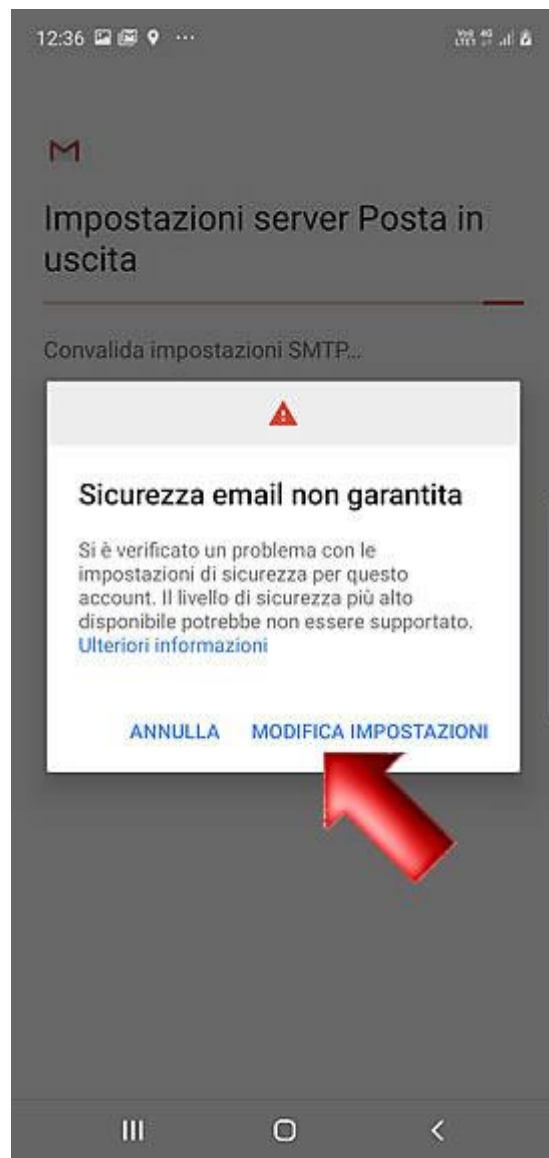 12:36
Impostazioni server Posta in
uscita
Convalida impostazioni SMTP...
Sicurezza email non garantita
Si è verificato un problema con le
impostazioni di sicurezza per questo
account. Il livello di sicurezza più alto
disponibile potrebbe non essere supportato.
Ulteriori informazioni
ANNULLA MODIFICA IMPOSTAZIONI